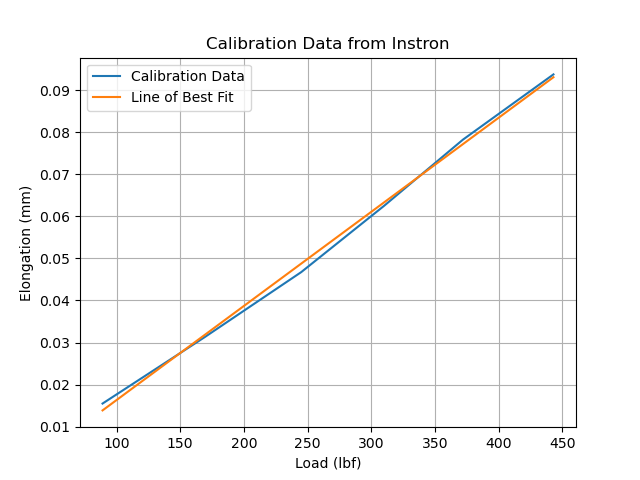 Calibration Data from Instron
Calibration Data
Line of Best Fit
0.09
0.08
0.07
0.06
0.05
0.04
0.03
0.02
0.01
Elongation (mm)
100 150 200 250 300 350 400 450
Load (lbf)